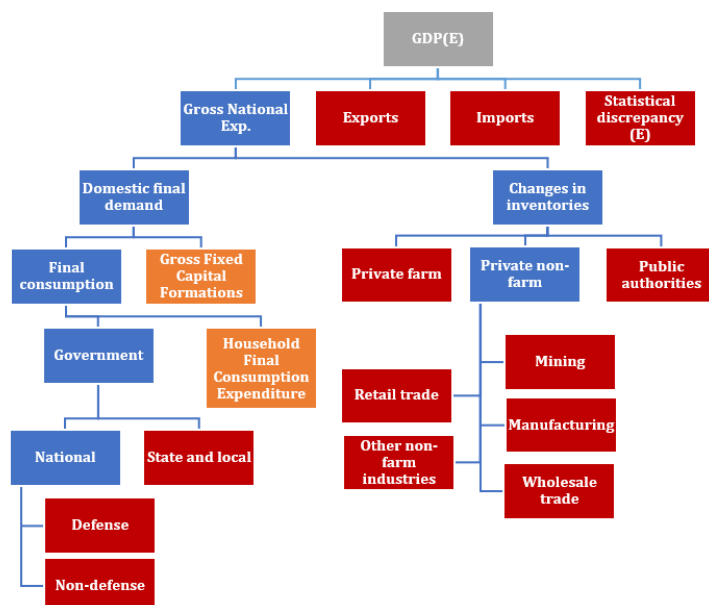 GDP(E)
Gross National
Exp.
Exports
Imports
Statistical
discrepancy
(E)
Domestic final
demand
Changes in
inventories
Final
consumption
Gross Fixed
Capital
Formations
Private farm
Private non-
farm
Public
authorities
Government
Household
Final
Consumption
Expenditure
Retail trade
Mining
Manufacturing
National
State and local
Other non-
farm
industries
Wholesale
trade
Defense
Non-defense